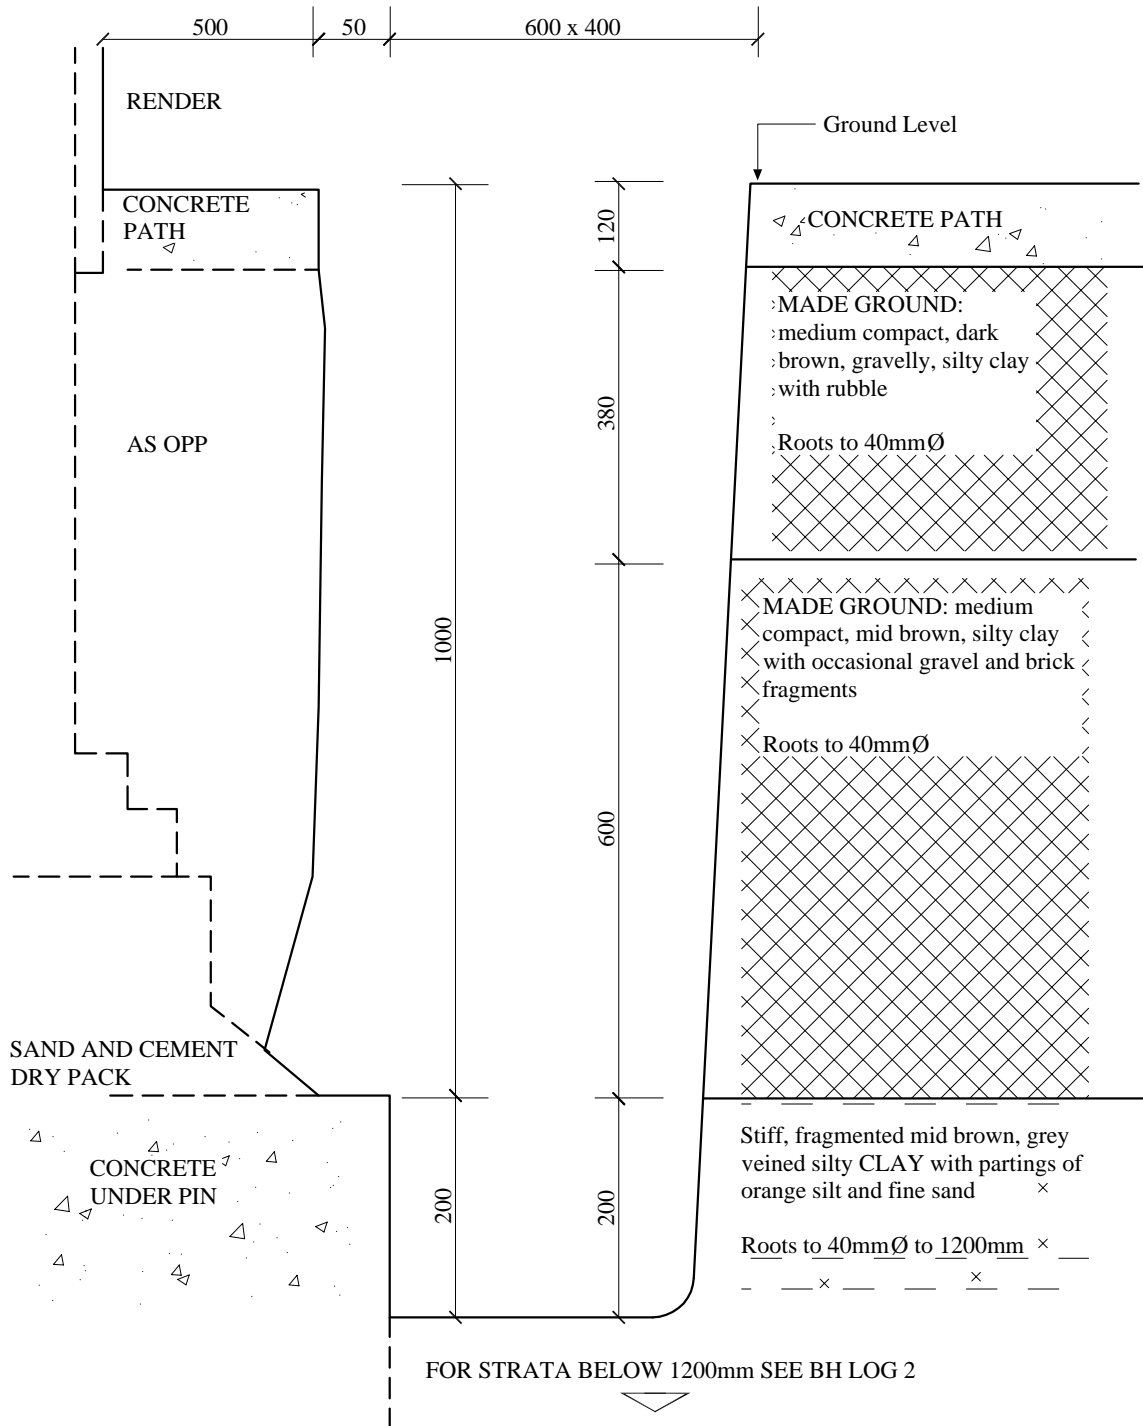 500
50
600 x 400
RENDER
Ground Level
CONCRETE
PATH
120
CONCRETE PATH
MADE GROUND:
medium compact, dark
brown, gravelly, silty clay
with rubble
Roots to 40mmØ
380
AS OPP
1000
MADE GROUND: medium
compact, mid brown, silty clay
with occasional gravel and brick
fragments
Roots to 40mmØ
600
SAND AND CEMENT
DRY PACK
CONCRETE
UNDER PIN
200
200
Stiff, fragmented mid brown, grey
veined silty CLAY with partings of
orange silt and fine sand
Roots to 40mmØ to 1200mm
FOR STRATA BELOW 1200mm SEE BH LOG 2